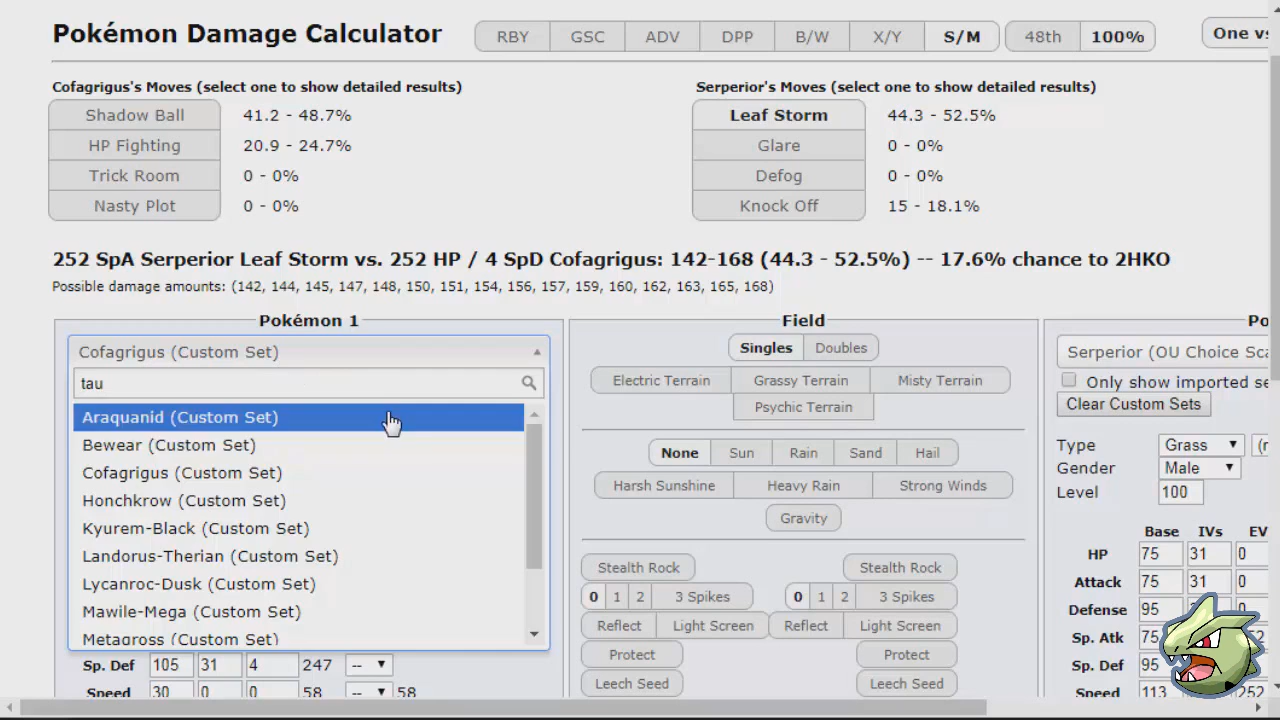 Pokémon Damage Calculator
RBY GSC ADV DPP B/W X/Y S/M 48th 100% One vs
Cofagrigus's Moves (select one to show detailed results) Serperior's Moves (select one to show detailed results)
Shadow Ball 41.2 - 48.7% Leaf Storm 44.3 - 52.5%
HP Fighting 20.9 - 24.7% Glare 0 - 0%
Trick Room 0 - 0% Defog 0 - 0%
Nasty Plot 0 - 0% Knock Off 15 - 18.1%
252 SpA Serperior Leaf Storm vs. 252 HP / 4 SpD Cofagrigus: 142-168 (44.3 - 52.5%) -- 17.6% chance to 2HKO
Possible damage amounts: (142, 144, 145, 147, 148, 150, 151, 154, 156, 157, 159, 160, 162, 163, 165, 168)
Pokémon 1
Cofagrigus (Custom Set)
tau
Araquanid (Custom Set)
Bewear (Custom Set)
Cofagrigus (Custom Set)
Honchkrow (Custom Set)
Kyurem-Black (Custom Set)
Landorus-Therian (Custom Set)
Lycanroc-Dusk (Custom Set)
Mawile-Mega (Custom Set)
Metagross (Custom Set)
Sp. Def 105 31 4 247 --
Speed 30 0 0 58 -- 58
Field
Singles Doubles
Electric Terrain Grassy Terrain Misty Terrain
Psychic Terrain
None Sun Rain Sand Hail
Harsh Sunshine Heavy Rain Strong Winds
Gravity
Stealth Rock Stealth Rock
0 1 2 3 Spikes 0 1 2 3 Spikes
Reflect Light Screen Reflect Light Screen
Protect Protect
Leech Seed Leech Seed
Po
Serperior (OU Choice Sca
Only show imported se
Clear Custom Sets
Type Grass (n
Gender Male
Level 100
Base IVs EV
HP 75 31 0
Attack 75 31 0
Defense 95
Sp. Atk 75
Sp. Def 95
Speed 113 252